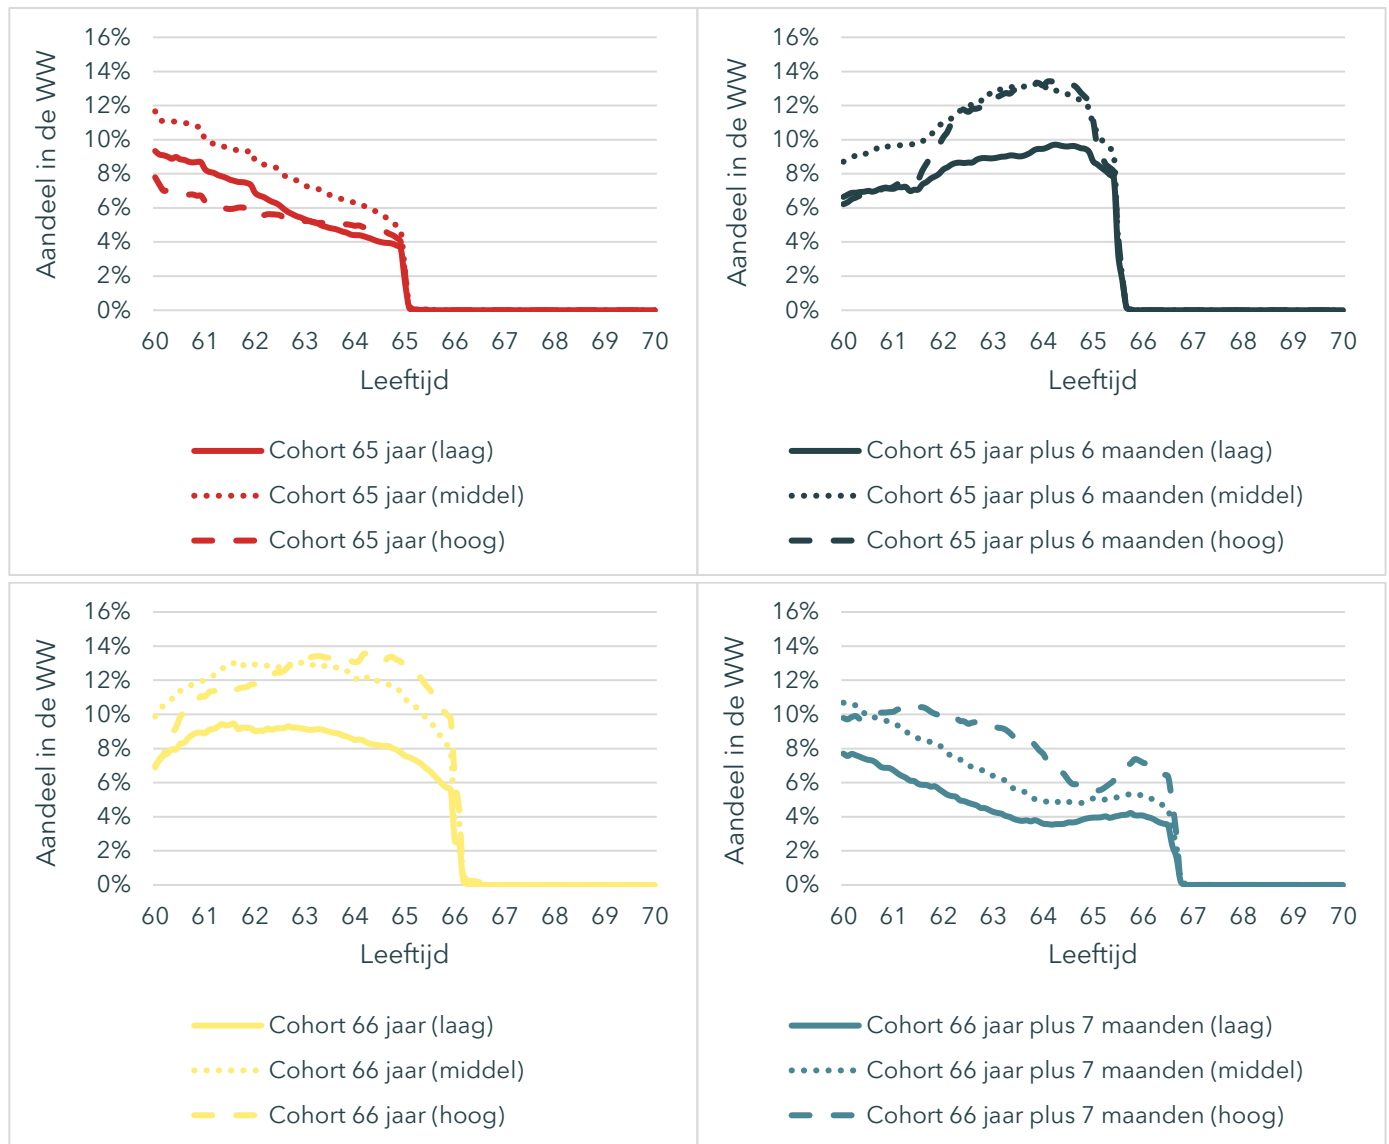 Aandeel in de WW
16%
14%
12%
10%
8%
6%
4%
2%
0%
60 61 62 63 64 65 66 67 68 69 70
Leeftijd
Cohort 65 jaar (laag)
Cohort 65 jaar (middel)
Cohort 65 jaar (hoog)
Aandeel in de WW
16%
14%
12%
10%
8%
6%
4%
2%
0%
60 61 62 63 64 65 66 67 68 69 70
Leeftijd
Cohort 65 jaar plus 6 maanden (laag)
Cohort 65 jaar plus 6 maanden (middel)
Cohort 65 jaar plus 6 maanden (hoog)
Aandeel in de WW
16%
14%
12%
10%
8%
6%
4%
2%
0%
60 61 62 63 64 65 66 67 68 69 70
Leeftijd
Cohort 66 jaar (laag)
Cohort 66 jaar (middel)
Cohort 66 jaar (hoog)
Aandeel in de WW
16%
14%
12%
10%
8%
6%
4%
2%
0%
60 61 62 63 64 65 66 67 68 69 70
Leeftijd
Cohort 66 jaar plus 7 maanden (laag)
Cohort 66 jaar plus 7 maanden (middel)
Cohort 66 jaar plus 7 maanden (hoog)